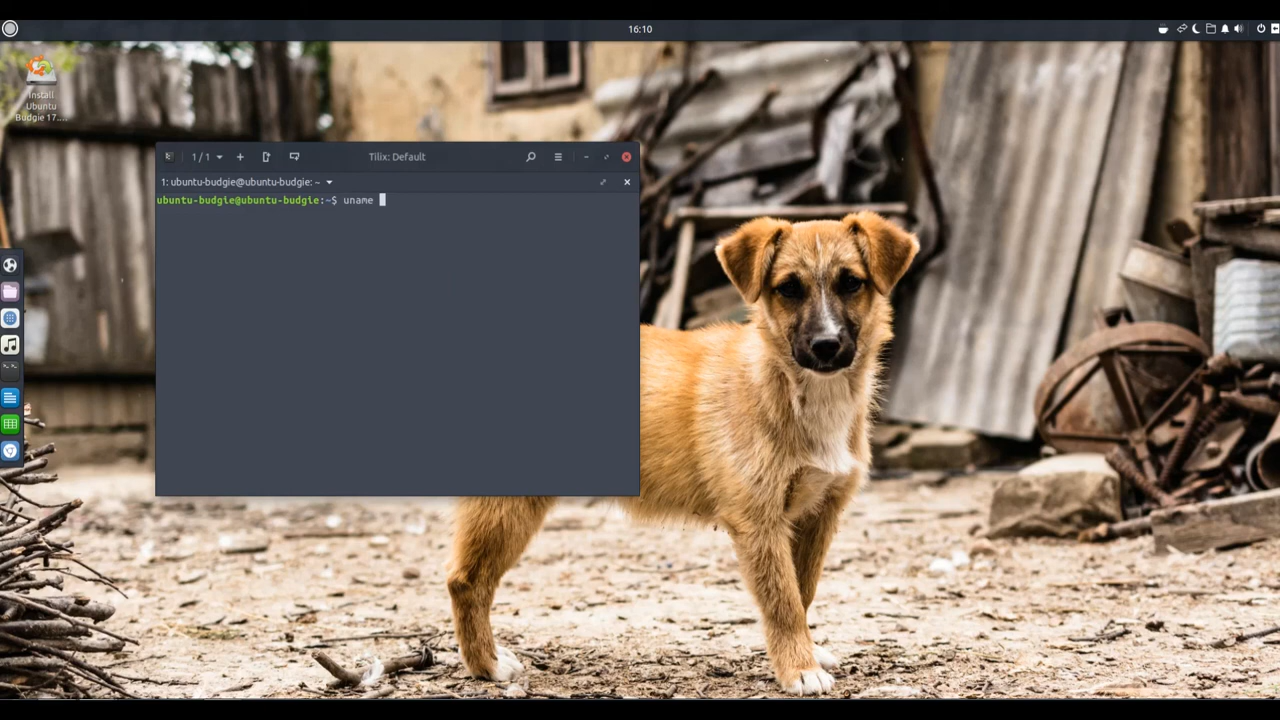 16:10
Install
Ubuntu
Budgie 17....
1 / 1
Tilix: Default
1: ubuntu-budgie@ubuntu-budgie: ~
ubuntu-budgie@ubuntu-budgie:~$ uname